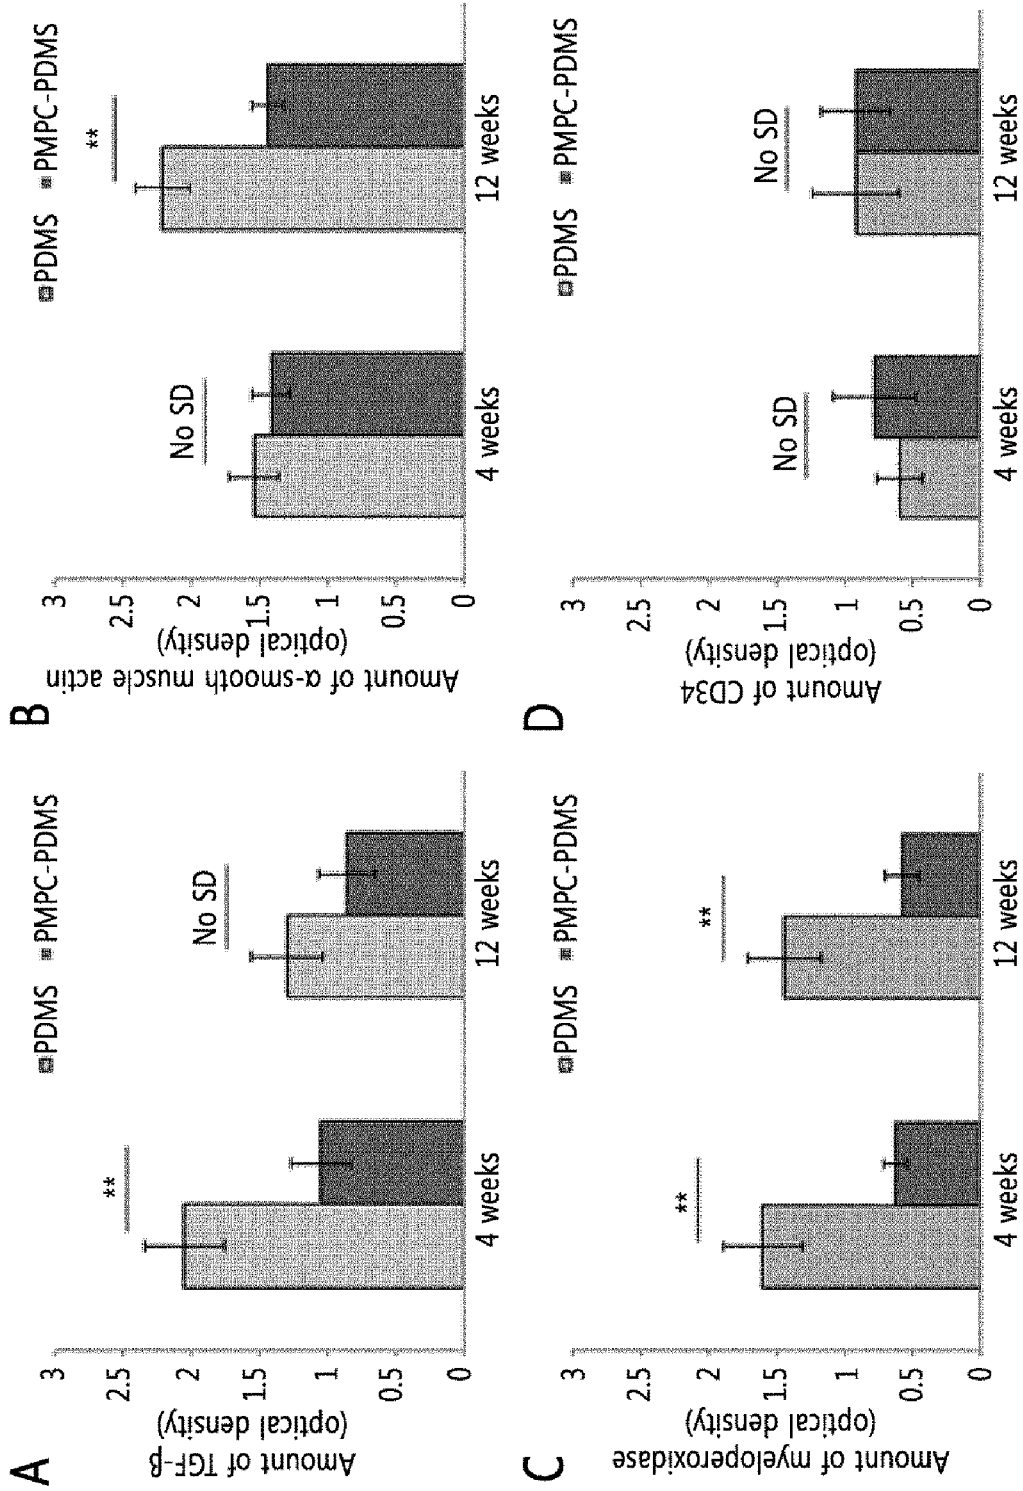 A
PDMS PMPC-PDMS
Amount of TGF-β
(optical density)
3
2.5
2
1.5
1
0.5
0
**
No SD
4 weeks 12 weeks
B
PDMS PMPC-PDMS
Amount of α-smooth muscle actin
(optical density)
3
2.5
2
1.5
1
0.5
0
No SD
**
4 weeks 12 weeks
C
PDMS PMPC-PDMS
Amount of myeloperoxidase
(optical density)
3
2.5
2
1.5
1
0.5
0
**
**
4 weeks 12 weeks
D
PDMS PMPC-PDMS
Amount of CD34
(optical density)
3
2.5
2
1.5
1
0.5
0
No SD
No SD
4 weeks 12 weeks